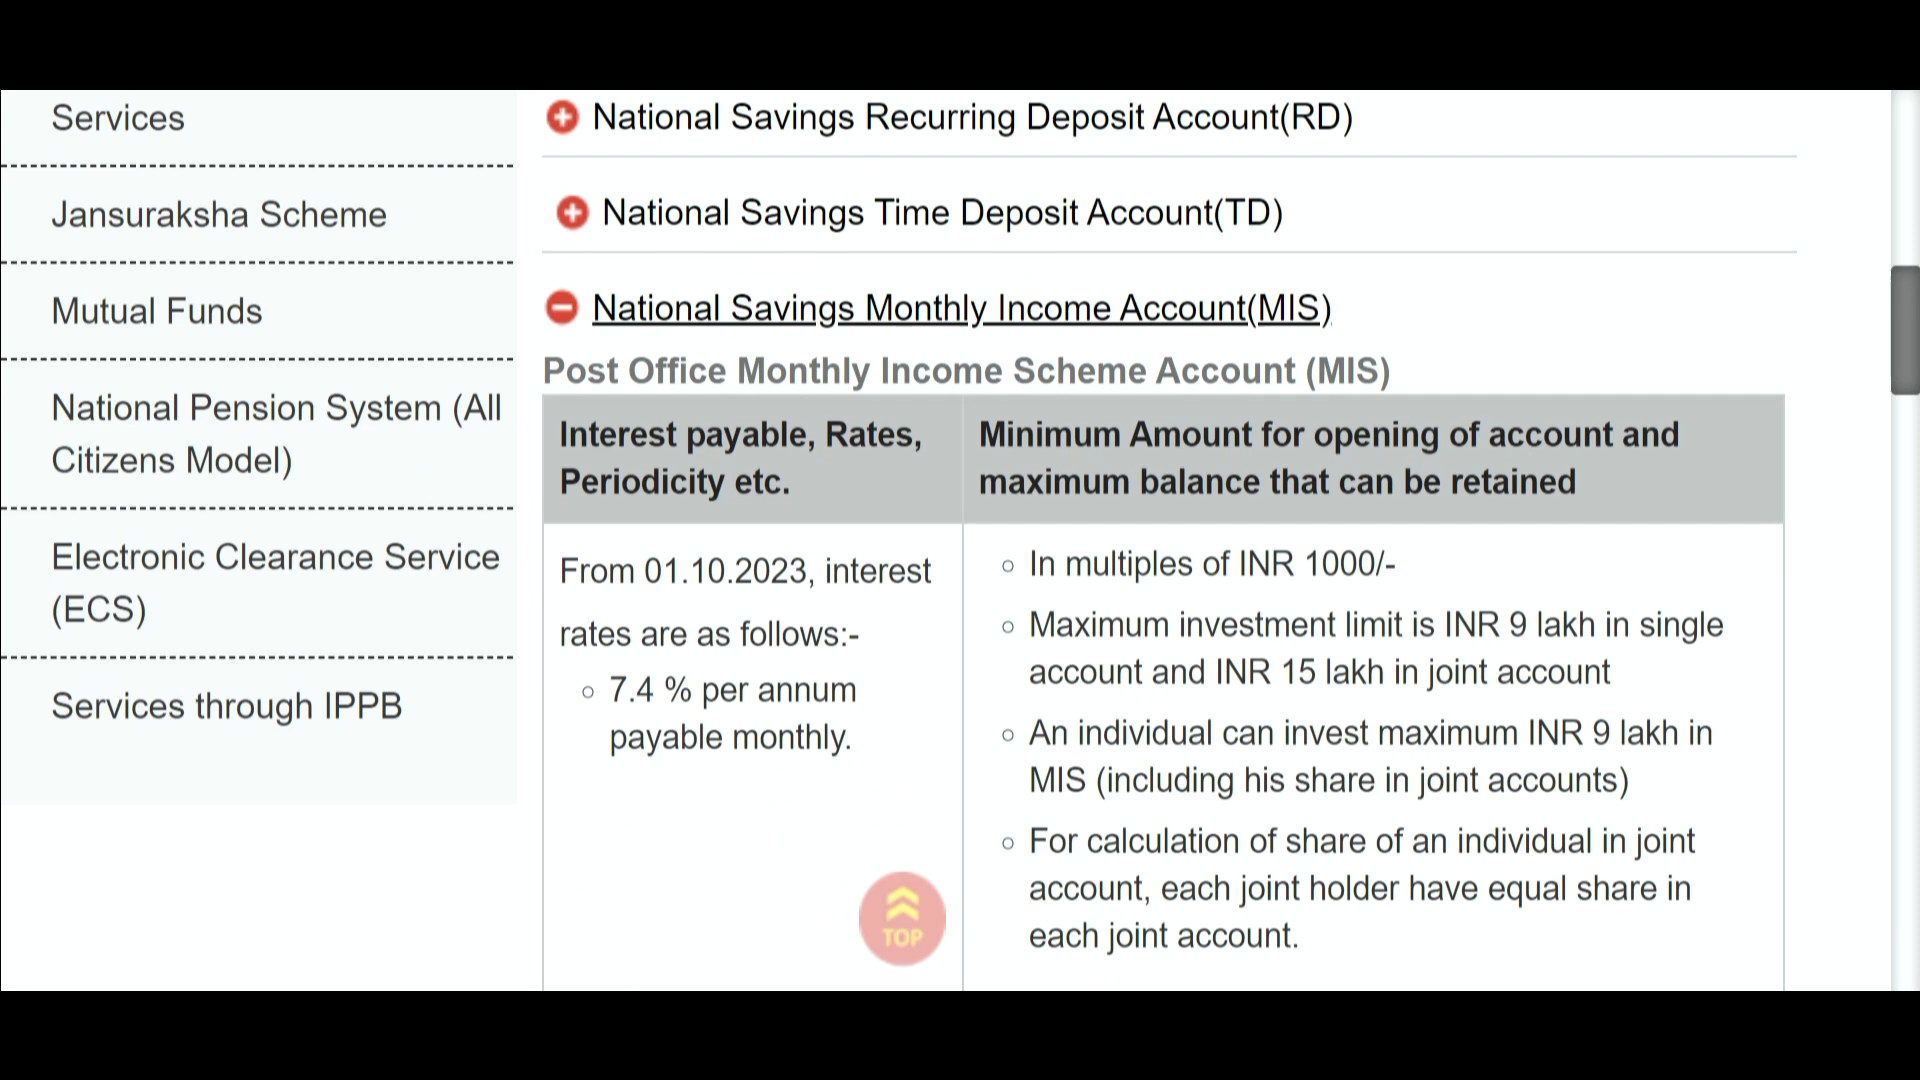 Services
Jansuraksha Scheme
Mutual Funds
National Pension System (All
Citizens Model)
Electronic Clearance Service
(ECS)
Services through IPPB
National Savings Recurring Deposit Account(RD)
National Savings Time Deposit Account(TD)
National Savings Monthly Income Account(MIS)
Post Office Monthly Income Scheme Account (MIS)
Interest payable, Rates,
Periodicity etc.
Minimum Amount for opening of account and
maximum balance that can be retained
From 01.10.2023, interest
rates are as follows:-
7.4 % per annum
payable monthly.
In multiples of INR 1000/-
Maximum investment limit is INR 9 lakh in single
account and INR 15 lakh in joint account
An individual can invest maximum INR 9 lakh in
MIS (including his share in joint accounts)
For calculation of share of an individual in joint
account, each joint holder have equal share in
each joint account.
TOP